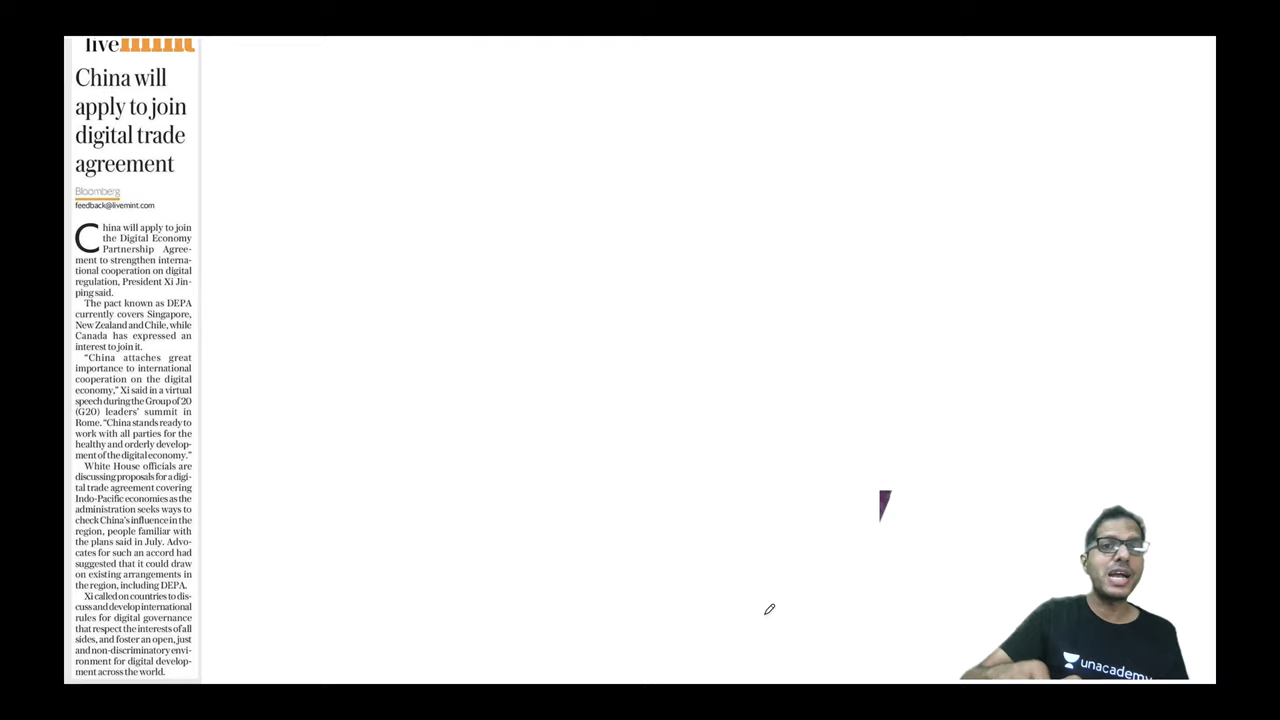 livemint
China will
apply to join
digital trade
agreement
Bloomberg
feedback@livemint.com
China will apply to join
the Digital Economy
Partnership Agree-
ment to strengthen interna-
tional cooperation on digital
regulation, President Xi Jin-
ping said.
The pact known as DEPA
currently covers Singapore,
New Zealand and Chile, while
Canada has expressed an
interest to join it.
“China attaches great
importance to international
cooperation on the digital
economy,” Xi said in a virtual
speech during the Group of 20
(G20) leaders’ summit in
Rome. “China stands ready to
work with all parties for the
healthy and orderly develop-
ment of the digital economy.”
White House officials are
discussing proposals for a digi-
tal trade agreement covering
Indo-Pacific economies as the
administration seeks ways to
check China’s influence in the
region, people familiar with
the plans said in July. Advo-
cates for such an accord had
suggested that it could draw
on existing arrangements in
the region, including DEPA.
Xi called on countries to dis-
cuss and develop international
rules for digital governance
that respect the interests of all
sides, and foster an open, just
and non-discriminatory envi-
ronment for digital develop-
ment across the world.
unacademy